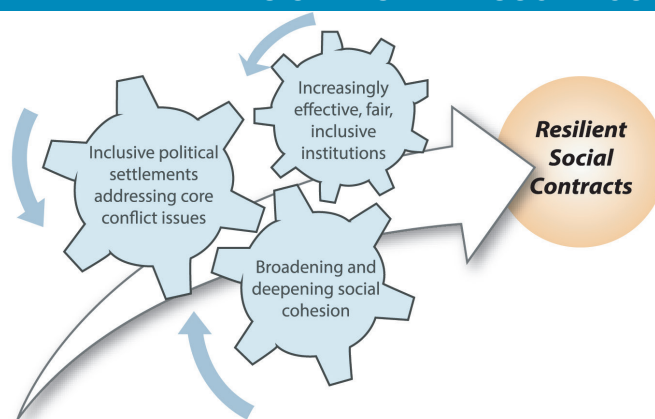 Inclusive political
settlements
addressing core
conflict issues
Increasingly
effective, fair,
inclusive
institutions
Broadening and
deepening social
cohesion
Resilient
Social
Contracts